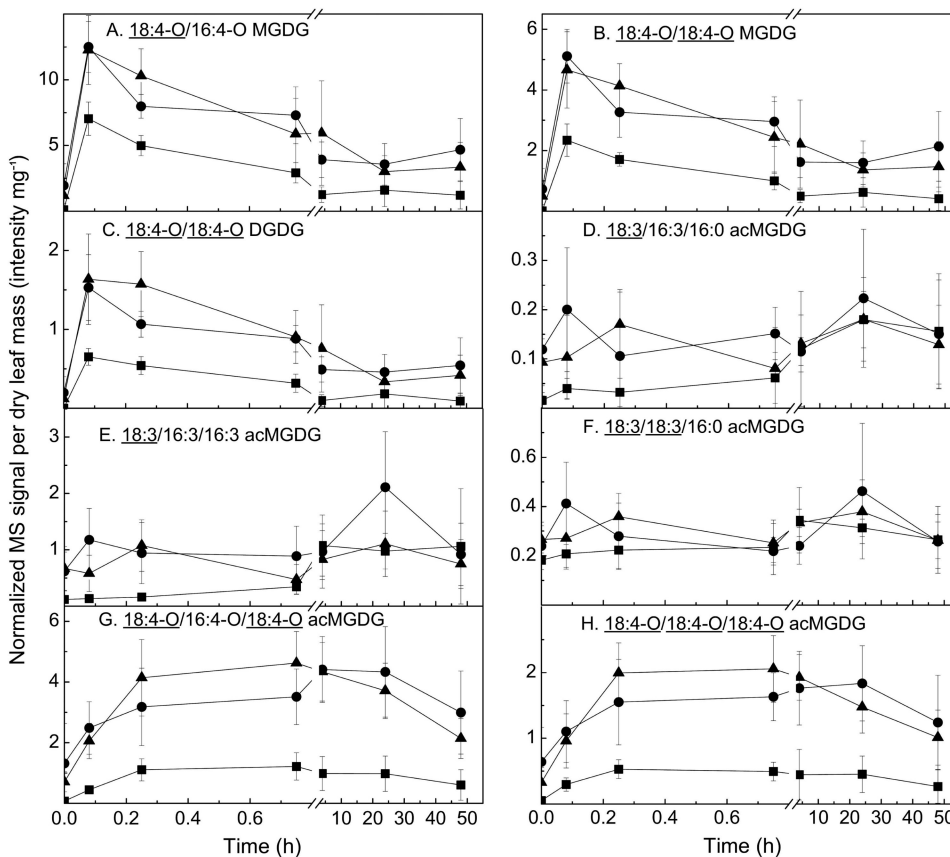 Normalized MS signal per dry leaf mass (intensity mg⁻¹)
A. 18:4-O/16:4-O MGDG
10
5
B. 18:4-O/18:4-O MGDG
6
4
2
C. 18:4-O/18:4-O DGDG
2
1
D. 18:3/16:3/16:0 acMGDG
0.3
0.2
0.1
E. 18:3/16:3/16:3 acMGDG
3
2
1
F. 18:3/18:3/16:0 acMGDG
0.6
0.4
0.2
G. 18:4-O/16:4-O/18:4-O acMGDG
6
4
2
H. 18:4-O/18:4-O/18:4-O acMGDG
2
1
0.0 0.2 0.4 0.6 10 20 30 40 50
0.0 0.2 0.4 0.6 10 20 30 40 50
Time (h)
Time (h)